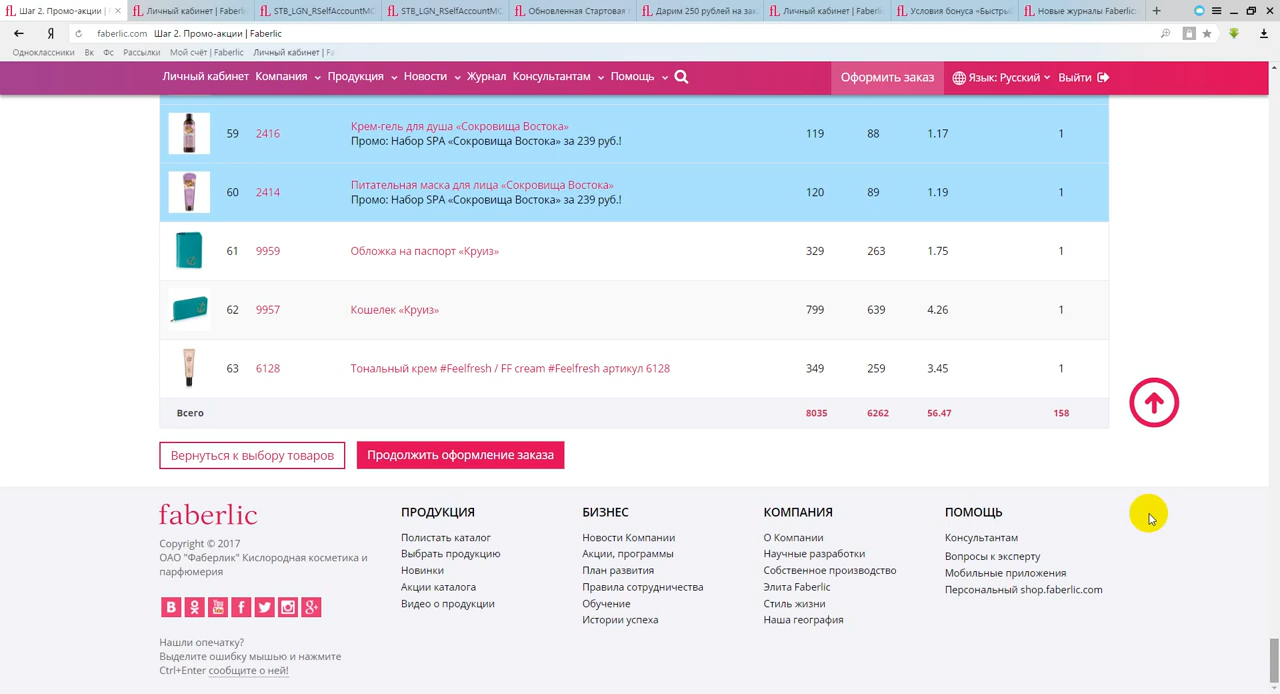 Шаг 2. Промо-акции | F
Личный кабинет | Faberlic
STB_LGN_RSelfAccountMO
STB_LGN_RSelfAccountMO
Обновленная Стартовая п
Дарим 250 рублей на зак
Личный кабинет | Faberlic
Условия бонуса «Быстры
Новые журналы Faberlic
faberlic.com Шаг 2. Промо-акции | Faberlic
Одноклассники Вк Фс Рассылки Мой счёт | Faberlic Личный кабинет | Fa
Личный кабинет Компания Продукция Новости Журнал Консультантам Помощь Оформить заказ Язык: Русский Выйти
59 2416 Крем-гель для душа «Сокровища Востока» 119 88 1.17 1
Промо: Набор SPA «Сокровища Востока» за 239 руб.!
60 2414 Питательная маска для лица «Сокровища Востока» 120 89 1.19 1
Промо: Набор SPA «Сокровища Востока» за 239 руб.!
61 9959 Обложка на паспорт «Круиз» 329 263 1.75 1
62 9957 Кошелек «Круиз» 799 639 4.26 1
63 6128 Тональный крем #Feelfresh / FF cream #Feelfresh артикул 6128 349 259 3.45 1
Всего 8035 6262 56.47 158
Вернуться к выбору товаров Продолжить оформление заказа
faberlic
Copyright © 2017
ОАО "Фаберлик" Кислородная косметика и
парфюмерия
Нашли опечатку?
Выделите ошибку мышью и нажмите
Ctrl+Enter сообщите о ней!
ПРОДУКЦИЯ
Полистать каталог
Выбрать продукцию
Новинки
Акции каталога
Видео о продукции
БИЗНЕС
Новости Компании
Акции, программы
План развития
Правила сотрудничества
Обучение
Истории успеха
КОМПАНИЯ
О Компании
Научные разработки
Собственное производство
Элита Faberlic
Стиль жизни
Наша география
ПОМОЩЬ
Консультантам
Вопросы к эксперту
Мобильные приложения
Персональный shop.faberlic.com